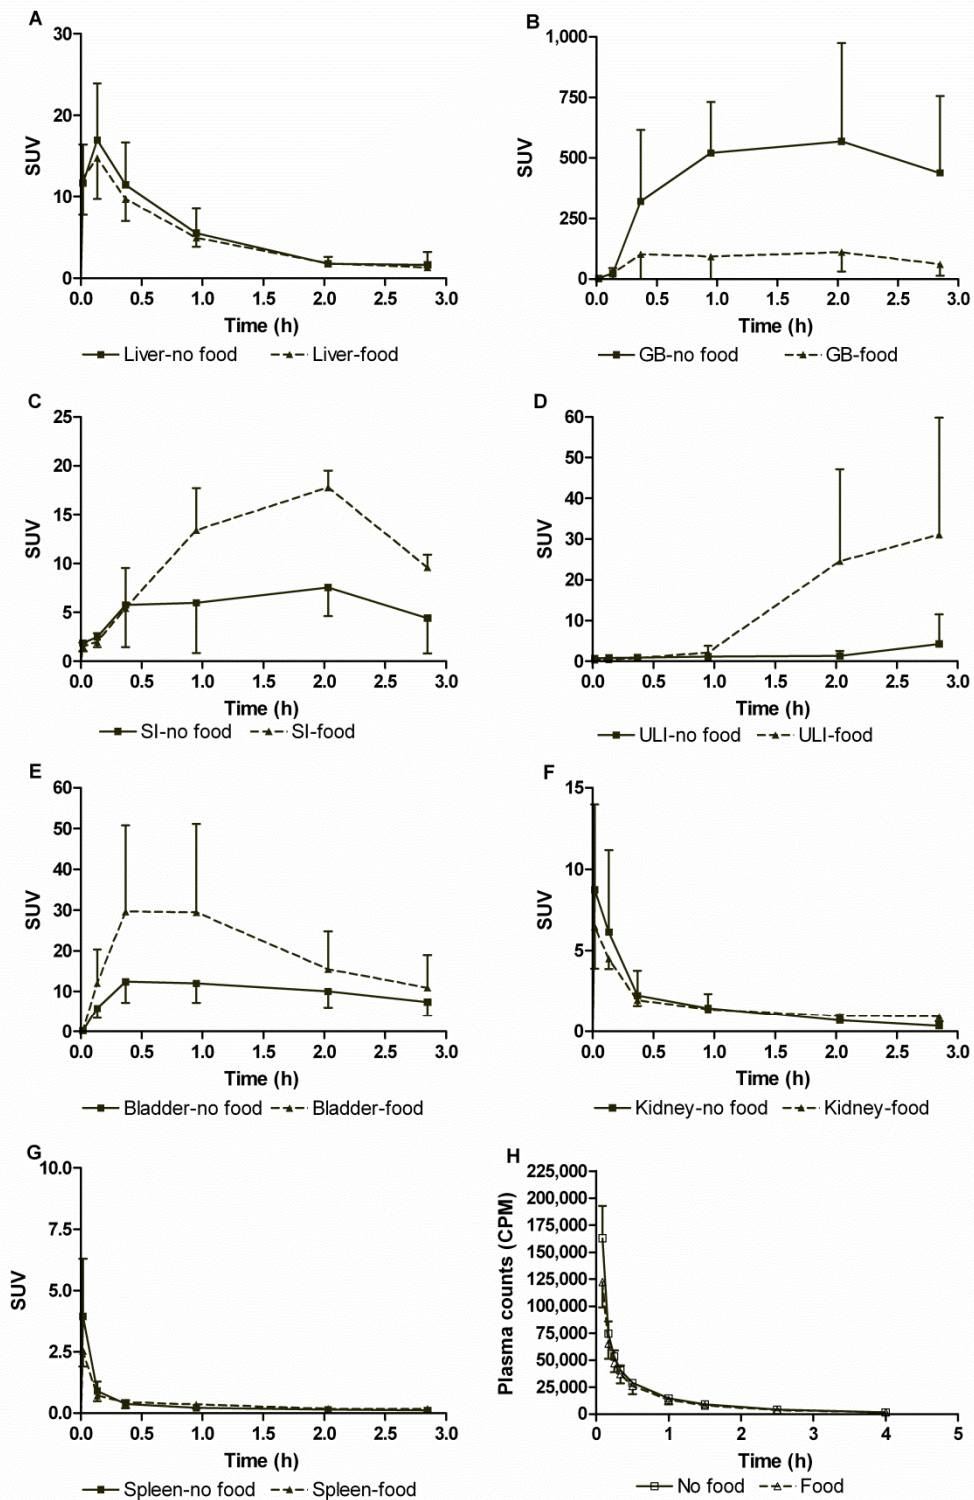 A
30
20
10
0
SUV
0.0 0.5 1.0 1.5 2.0 2.5 3.0
Time (h)
Liver-no food Liver-food
B
1,000
750
500
250
0
SUV
0.0 0.5 1.0 1.5 2.0 2.5 3.0
Time (h)
GB-no food GB-food
C
25
20
15
10
5
0
SUV
0.0 0.5 1.0 1.5 2.0 2.5 3.0
Time (h)
SI-no food SI-food
D
60
50
40
30
20
10
0
SUV
0.0 0.5 1.0 1.5 2.0 2.5 3.0
Time (h)
ULI-no food ULI-food
E
60
50
40
30
20
10
0
SUV
0.0 0.5 1.0 1.5 2.0 2.5 3.0
Time (h)
Bladder-no food Bladder-food
F
15
10
5
0
SUV
0.0 0.5 1.0 1.5 2.0 2.5 3.0
Time (h)
Kidney-no food Kidney-food
G
10.0
7.5
5.0
2.5
0.0
SUV
0.0 0.5 1.0 1.5 2.0 2.5 3.0
Time (h)
Spleen-no food Spleen-food
H
225,000
200,000
175,000
150,000
125,000
100,000
75,000
50,000
25,000
0
Plasma counts (CPM)
0 1 2 3 4 5
Time (h)
No food Food